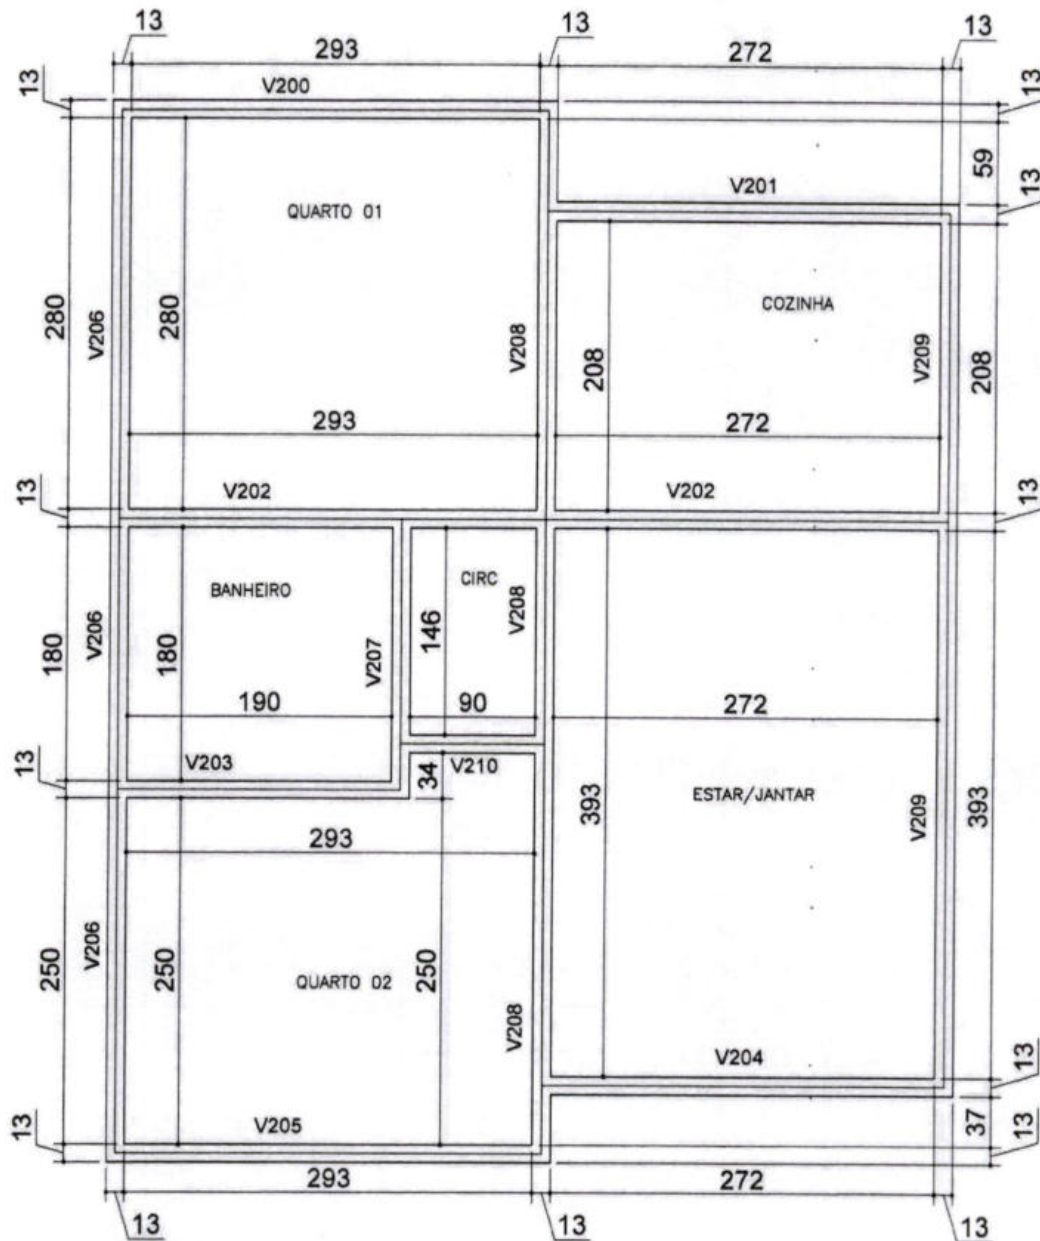 13
13
13
293
272
13
V200
13
59
V201
13
QUARTO 01
COZINHA
280
V206
280
V208
208
V209
208
293
272
13
V202
V202
13
BANHEIRO
CIRC
V206
180
180
V207
146
V208
190
90
272
13
V203
34
V210
ESTAR/JANTAR
393
V209
393
293
V206
250
250
QUARTO 02
250
V208
V204
13
13
V205
37
13
293
272
13
13
13